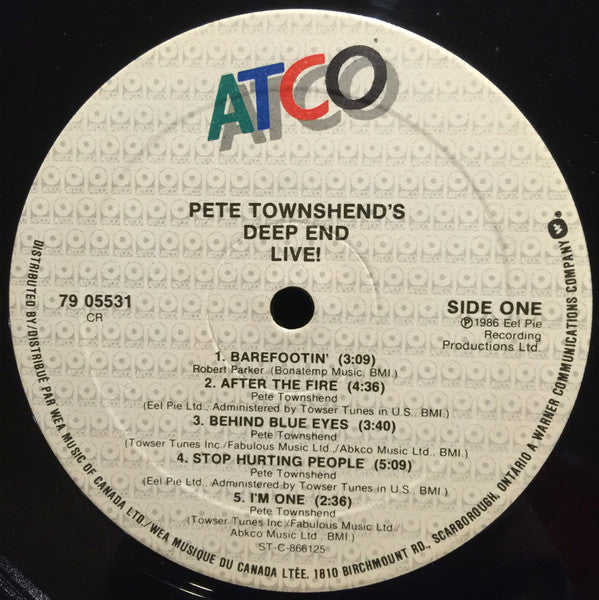 ATCO
PETE TOWNSHEND'S
DEEP END
LIVE!
79 05531
CR
SIDE ONE
℗1986 Eel Pie
Recording
Productions Ltd.
1. BAREFOOTIN' (3:09)
Robert Parker (Bonatemp Music, BMI.)
2. AFTER THE FIRE (4:36)
Pete Townshend
(Eel Pie Ltd., Administered by Towser Tunes in U.S., BMI.)
3. BEHIND BLUE EYES (3:40)
Pete Townshend
(Towser Tunes Inc./Fabulous Music Ltd./Abkco Music Ltd., BMI.)
4. STOP HURTING PEOPLE (5:09)
Pete Townshend
(Eel Pie Ltd., Administered by Towser Tunes in U.S., BMI.)
5. I'M ONE (2:36)
Pete Townshend
(Towser Tunes Inc./Fabulous Music Ltd./
Abkco Music Ltd., BMI.)
ST-C-866125
DISTRIBUTED BY/DISTRIBUÉ PAR WEA MUSIC OF CANADA LTD./WEA MUSIQUE DU CANADA LTÉE. 1810 BIRCHMOUNT RD., SCARBOROUGH, ONTARIO A WARNER COMMUNICATIONS COMPANY ®